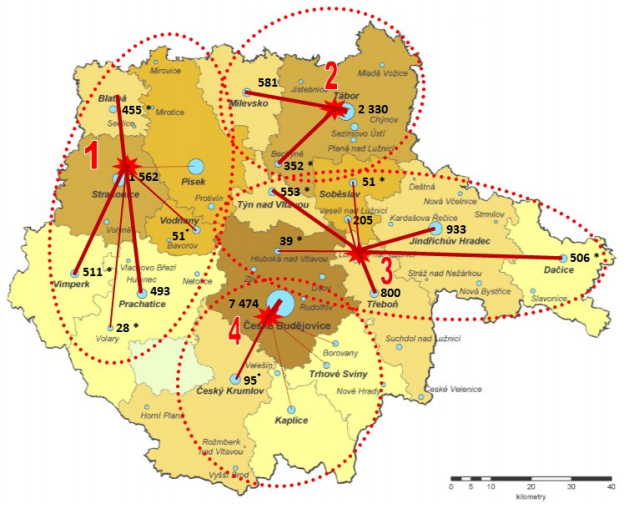 Mirovice
581
2
Mladá Vožice
Jistebnice
Blatná
Milevsko
Tábor
455 *
Mirotice
2 330
Sedlice
Chýnov
Sezimovo Ústí
1
Planá nad Lužnicí
Bechyně
352 *
1 562
Písek
51 *
Strakonice
553 *
Soběslav
Deštná
Týn nad Vltavou
Nová Včelnice
Protivín
Veselí nad Lužnicí
Vodňany
Kardašova Řečice
Strmilov
Volyně
205
933
51*
39 *
Jindřichův Hradec
Bavorov
Hluboká nad Vltavou
506 *
3
Vlachovo Březí
Dačice
511 *
Stráž nad Nežárkou
Vimperk
Husinec
Netolice
Lišov
Nová Bystřice
493
800
Slavonice
Prachatice
7 474
Rudolfov
Třeboň
28 *
4
České Budějovice
Volary
Suchdol nad Lužnicí
Borovany
Velešín
Trhové Sviny
95*
Český Krumlov
Nové Hrady
České Velenice
Horní Planá
Kaplice
Rožmberk
nad Vltavou
Vyšší Brod
0 5 10 20 30 40
kilometry